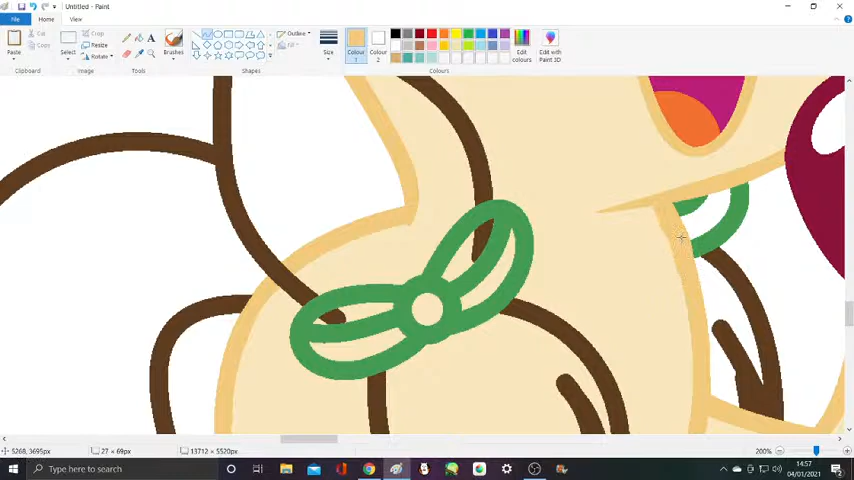 Untitled - Paint
File
Home
View
Paste
Cut
Copy
Clipboard
Select
Crop
Resize
Rotate
Image
Tools
Brushes
Shapes
Outline
Fill
Size
Colour 1
Colour 2
Colours
Edit colours
Edit with Paint 3D
5268, 3695px
27 × 69px
13712 × 5520px
200%
Type here to search
14:57
04/01/2021